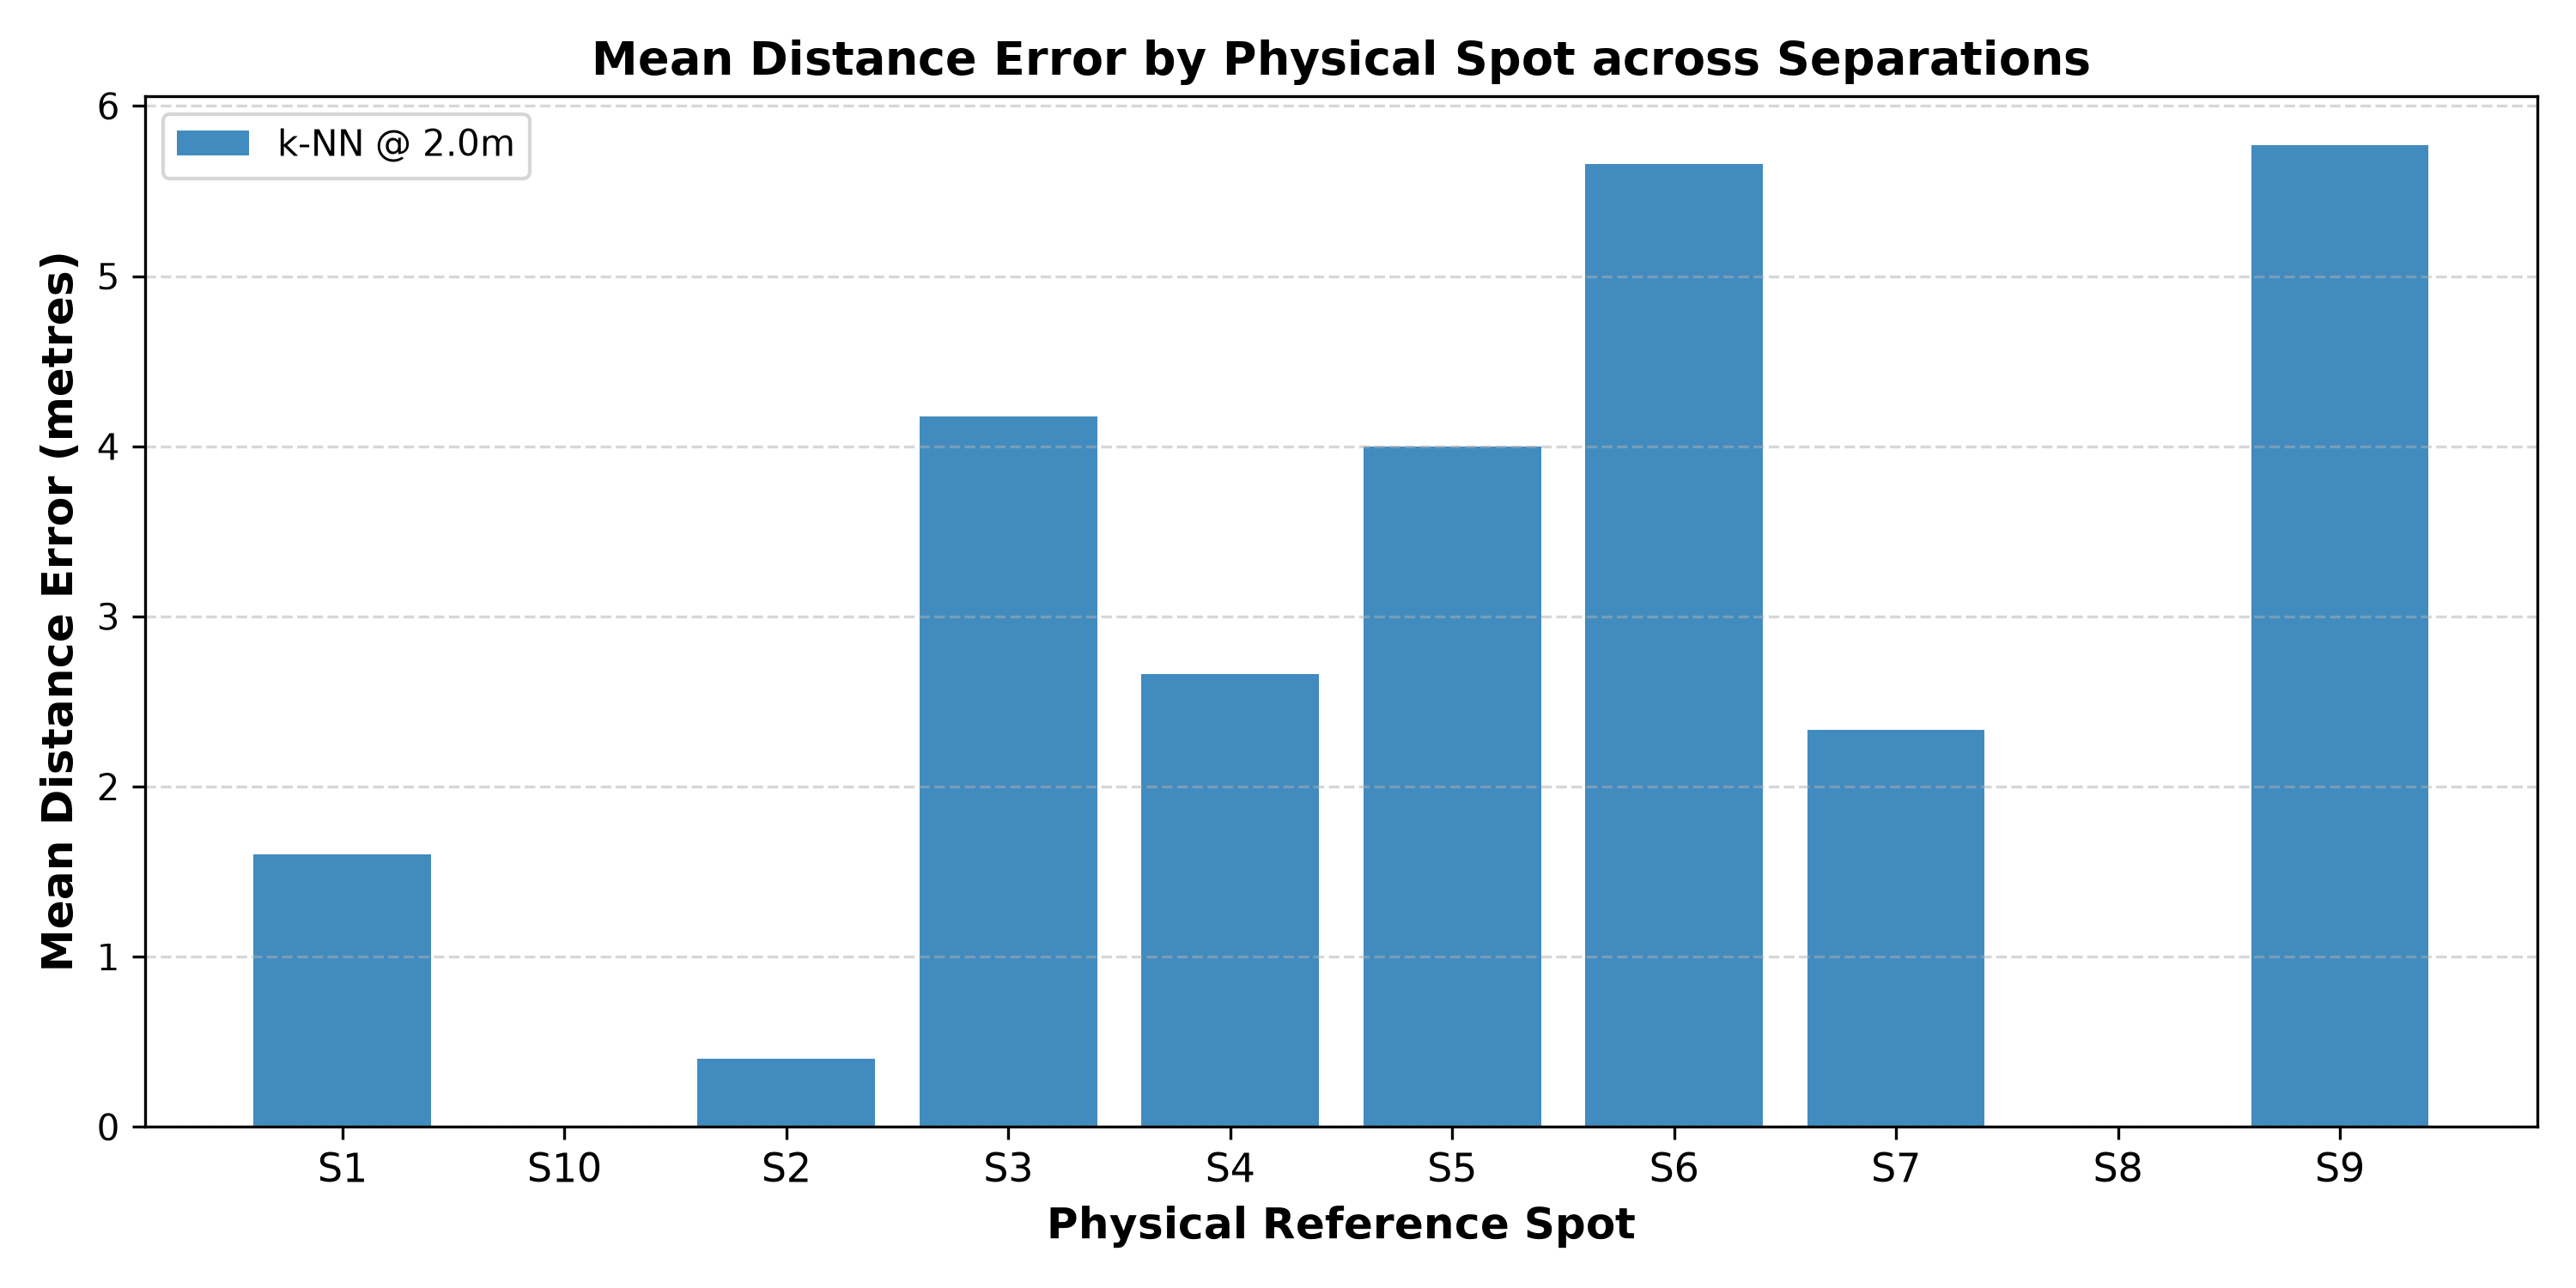 Mean Distance Error by Physical Spot across Separations
k-NN @ 2.0m
Mean Distance Error (metres)
6
5
4
3
2
1
0
S1 S10 S2 S3 S4 S5 S6 S7 S8 S9
Physical Reference Spot